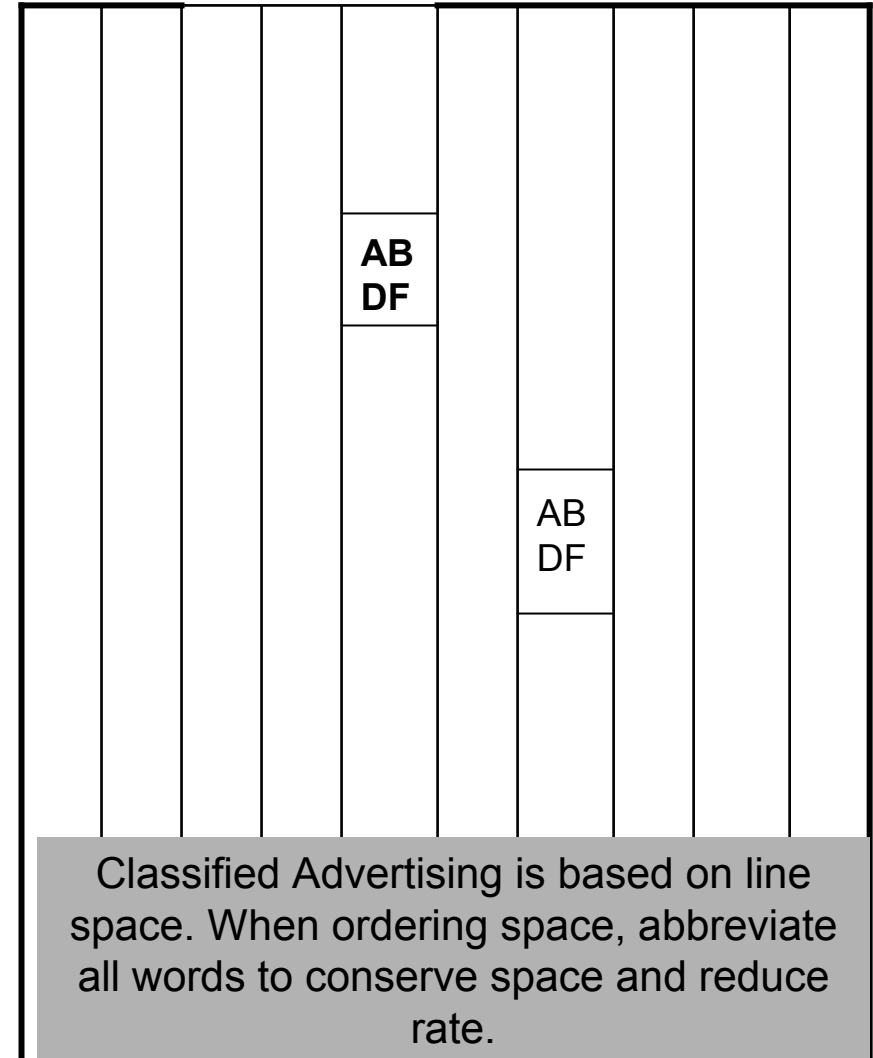 AB
DF
AB
DF
Classified Advertising is based on line
space. When ordering space, abbreviate
all words to conserve space and reduce
rate.